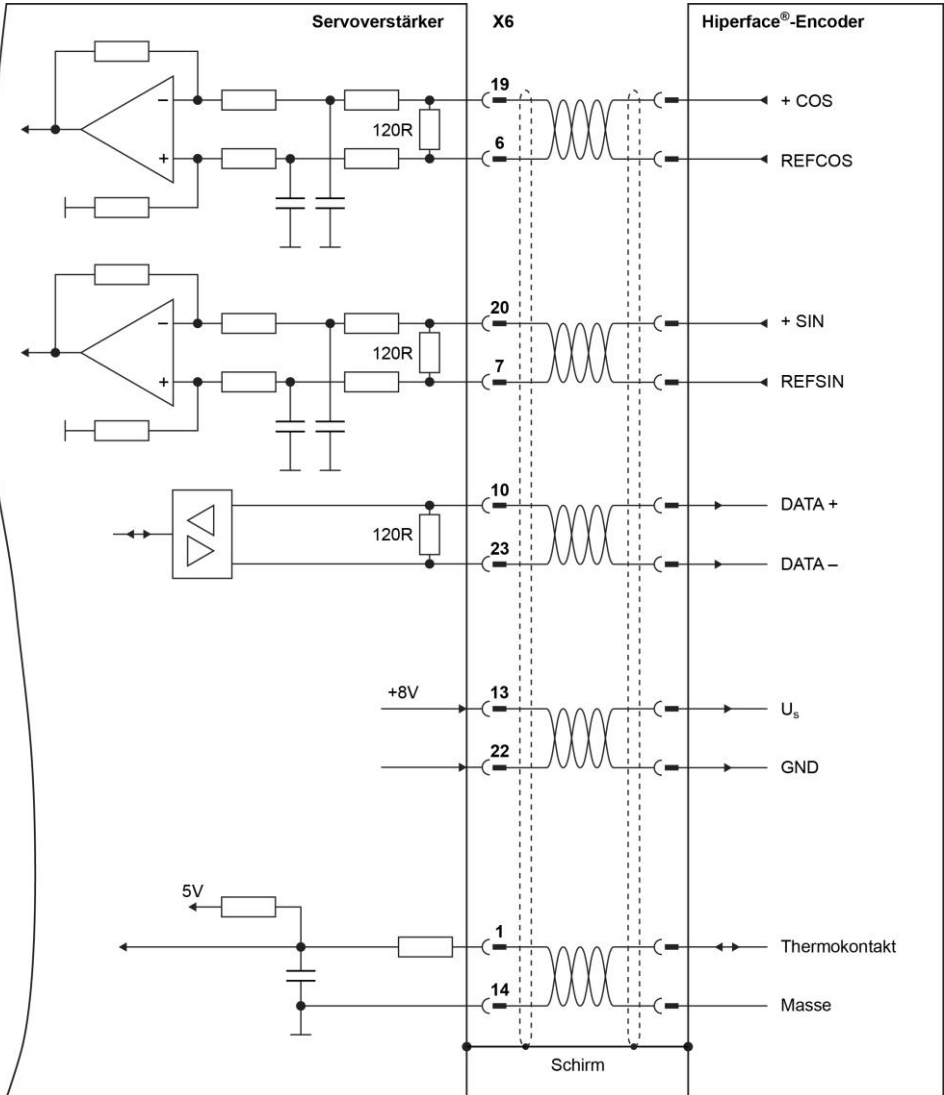 Servoverstärker X6 Hiperface®-Encoder
19
+ COS
–
120R
6
+
REFCOS
20
+ SIN
–
120R
7
+
REFSIN
10
DATA +
120R
23
DATA –
+8V
13
Us
22
GND
5V
1
Thermokontakt
14
Masse
Schirm